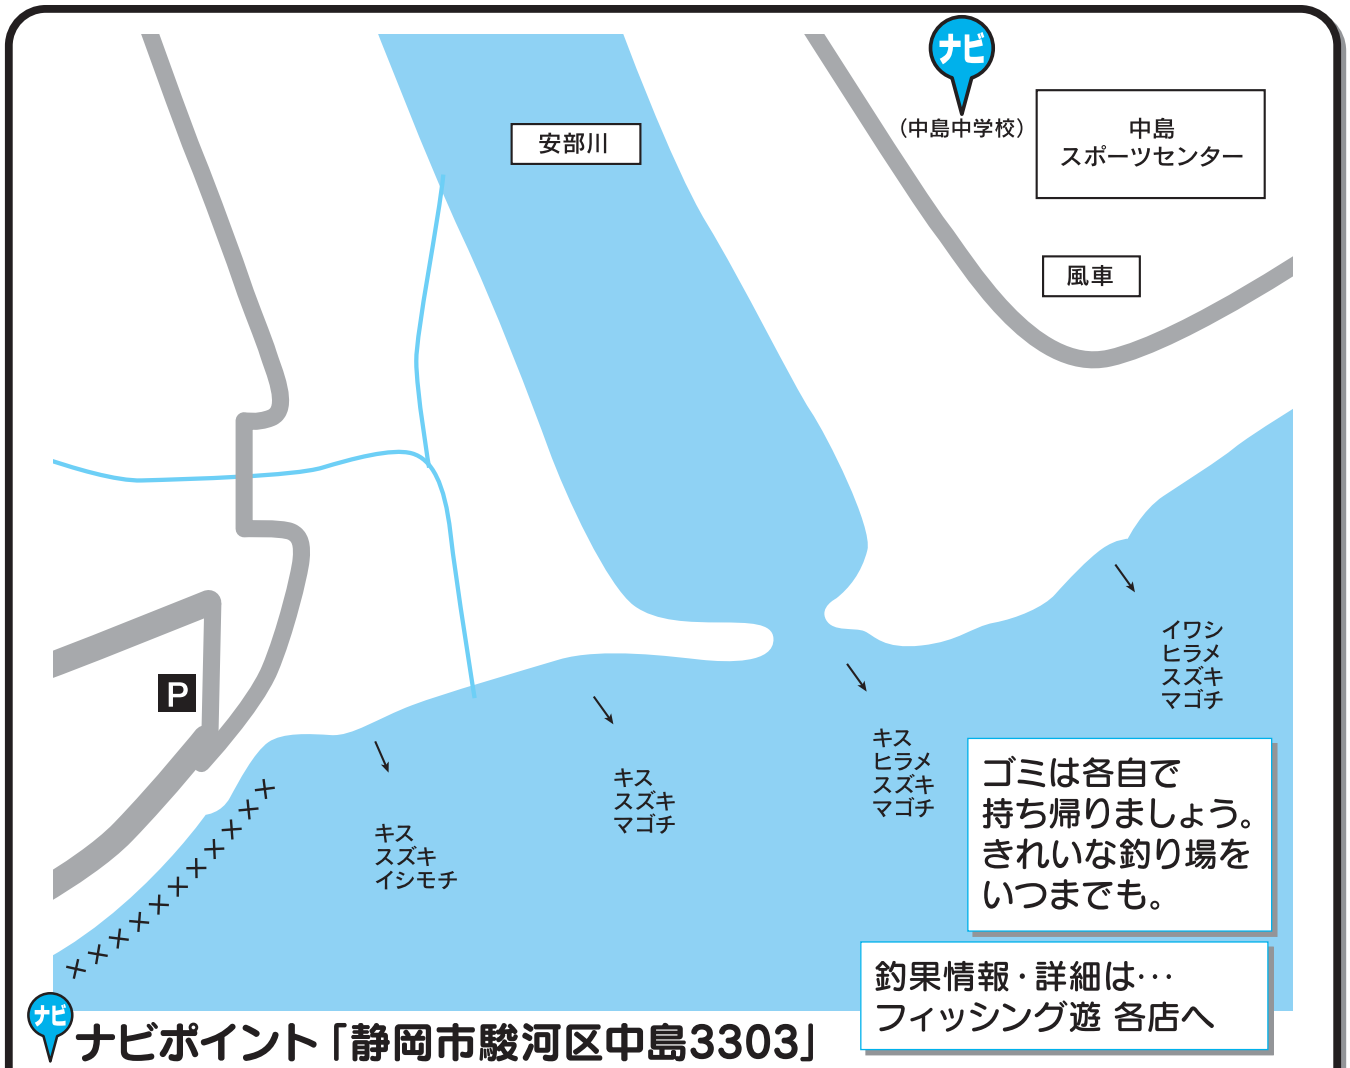 ナビ
(中島中学校)
中島
スポーツセンター
安部川
風車
P
イワシ
ヒラメ
スズキ
マゴチ
キス
ヒラメ
スズキ
マゴチ
キス
スズキ
マゴチ
キス
スズキ
イシモチ
ゴミは各自で
持ち帰りましょう。
きれいな釣り場を
いつまでも。
釣果情報・詳細は･･･
フィッシング遊 各店へ
ナビ
ナビポイント「静岡市駿河区中島3303」